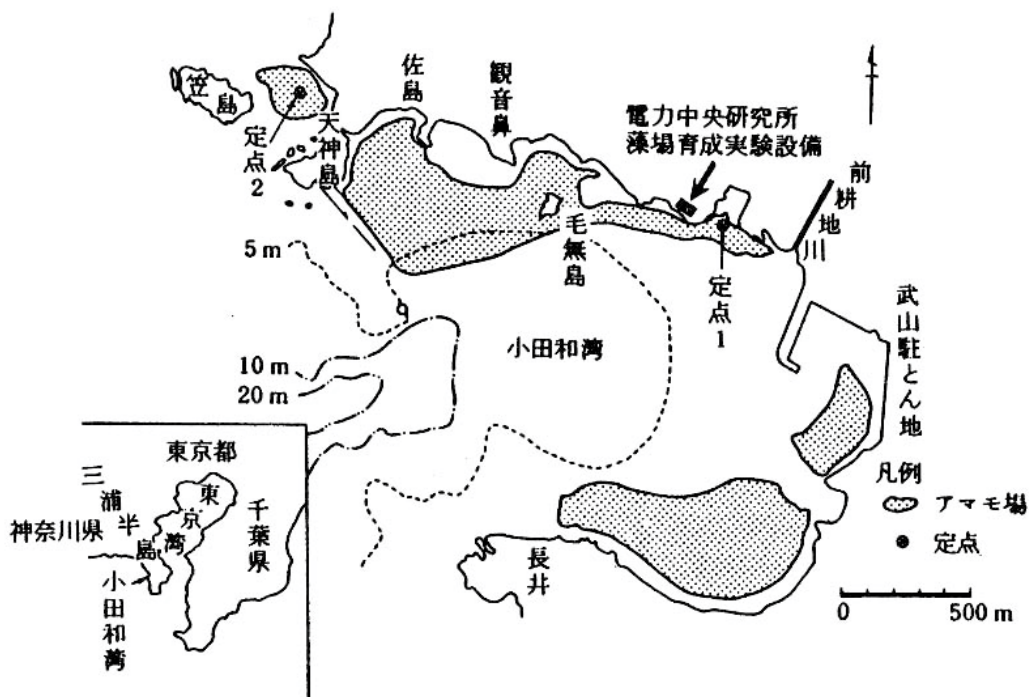 笠島
定点2
天神島
佐島
観音鼻
電力中央研究所
藻場育成実験設備
前耕地川
毛無島
定点1
5 m
10 m
20 m
小田和湾
武山駐とん地
凡例
アマモ場
定点
0 500 m
長井
東京都
三浦半島
神奈川県
東京湾
千葉県
小田和湾